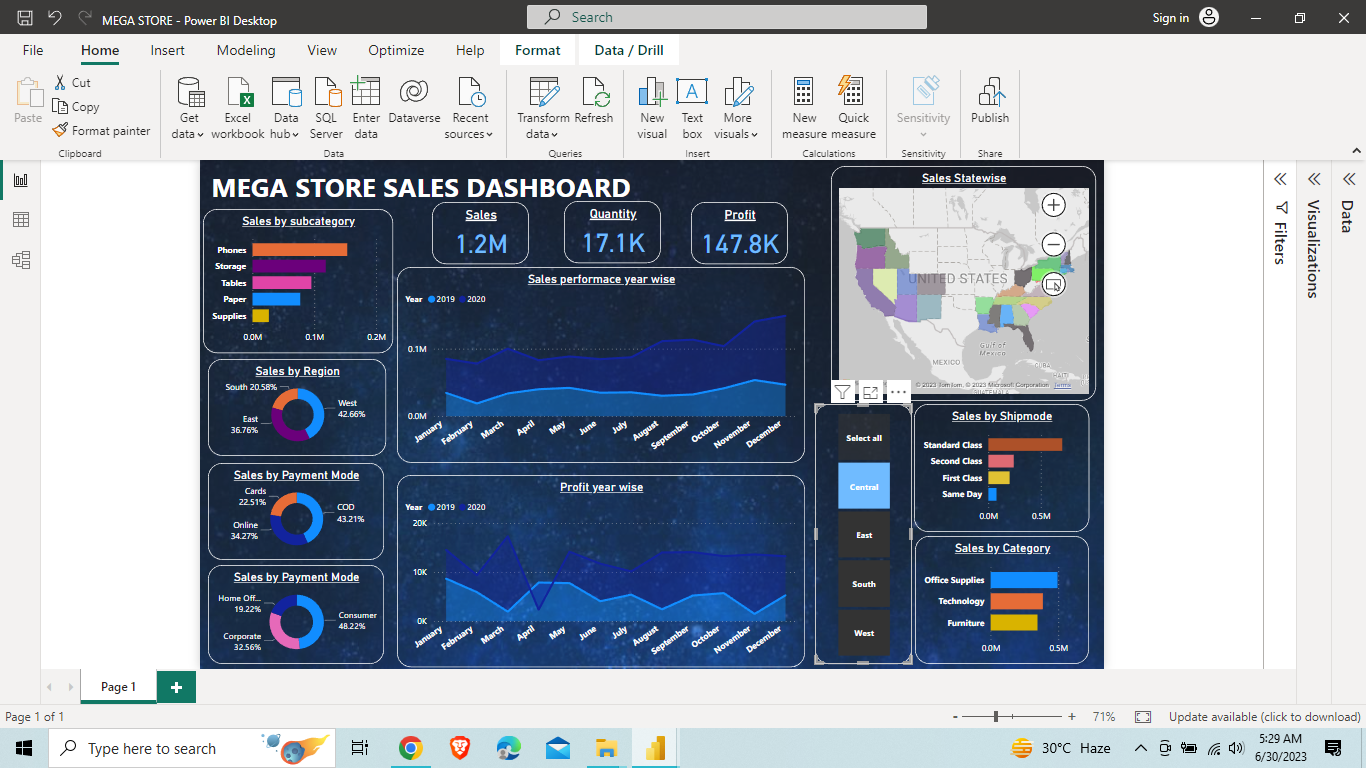 MEGA STORE - Power BI Desktop
Search
Sign in
File Home Insert Modeling View Optimize Help Format Data / Drill
Paste
Cut
Copy
Format painter
Clipboard
Get data
Excel workbook
Data hub
SQL Server
Enter data
Dataverse
Recent sources
Data
Transform data
Refresh
Queries
New visual
Text box
More visuals
Insert
New measure
Quick measure
Calculations
Sensitivity
Sensitivity
Publish
Share
MEGA STORE SALES DASHBOARD
Sales by subcategory
Phones
Storage
Tables
Paper
Supplies
0.0M 0.1M 0.2M
Sales
1.2M
Quantity
17.1K
Profit
147.8K
Sales performace year wise
Year 2019 2020
0.1M
0.0M
January February March April May June July August September October November December
Sales by Region
South 20.58%
West
42.66%
East
36.76%
Sales by Payment Mode
Cards
22.51%
COD
43.21%
Online
34.27%
Sales by Payment Mode
Home Off...
19.22%
Consumer
48.22%
Corporate
32.56%
Profit year wise
Year 2019 2020
20K
10K
0K
January February March April May June July August September October November December
Sales Statewise
UNITED STATES
MEXICO
Gulf of
Mexico
CUBA
HAITI
GUATEMALA
© 2023 TomTom, © 2023 Microsoft Corporation Terms
Select all
Central
East
South
West
Sales by Shipmode
Standard Class
Second Class
First Class
Same Day
0.0M 0.5M
Sales by Category
Office Supplies
Technology
Furniture
0.0M 0.5M
Filters
Visualizations
Data
Page 1
Page 1 of 1
- + 71%
Update available (click to download)
Type here to search
30°C Haze
5:29 AM
6/30/2023